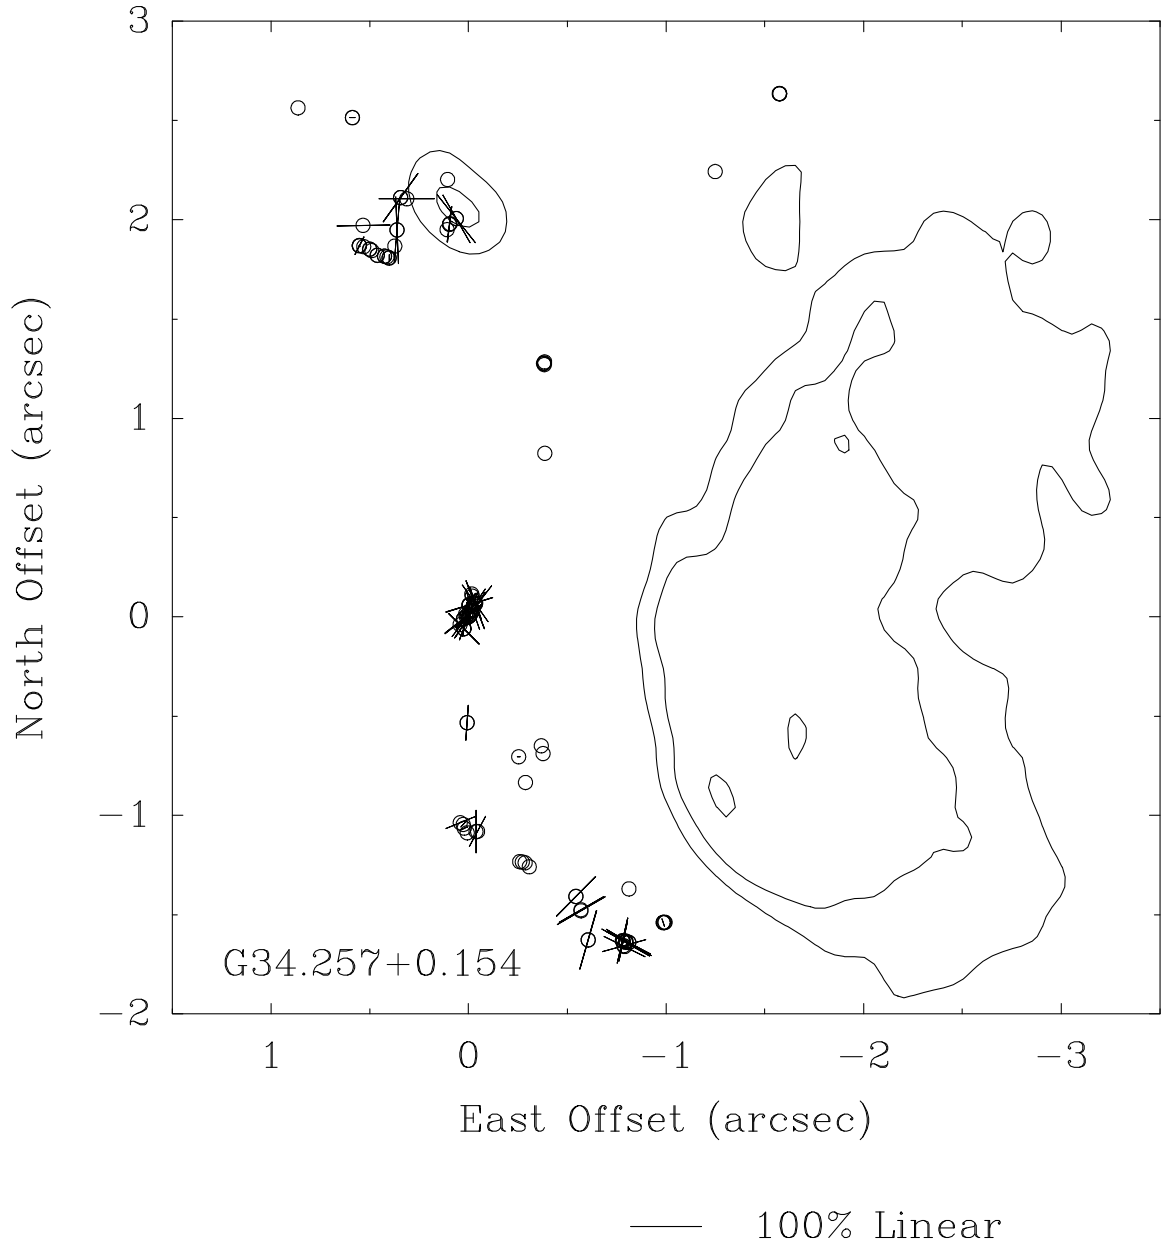 3
2
1
0
−1
−2
North Offset (arcsec)
G34.257+0.154
1 0 −1 −2 −3
East Offset (arcsec)
100% Linear